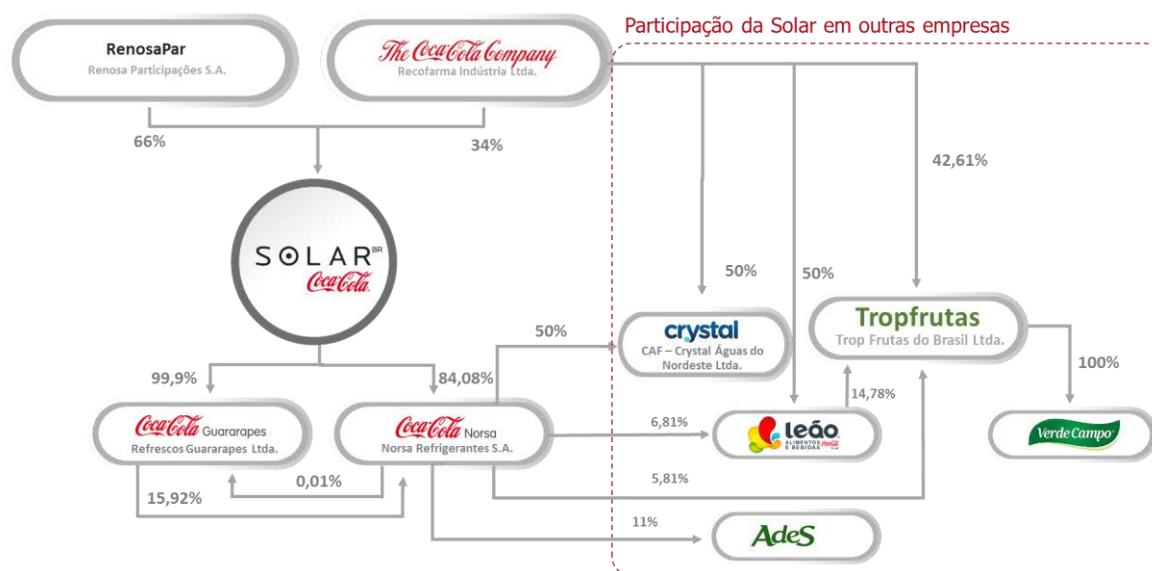 Participação da Solar em outras empresas
RenosaPar
Renosa Participações S.A.
The Coca-Cola Company
Recofarma Indústria Ltda.
66%
34%
42,61%
SOLAR BR
Coca-Cola
50%
50%
50%
crystal
CAF – Crystal Águas do
Nordeste Ltda.
Tropfrutas
Trop Frutas do Brasil Ltda.
99,9%
84,08%
100%
14,78%
Coca-Cola Guararapes
Refrescos Guararapes Ltda.
Coca-Cola Norsa
Norsa Refrigerantes S.A.
6,81%
leão
ALIMENTOS
E BEBIDAS
Verde Campo
0,01%
15,92%
5,81%
11%
AdeS